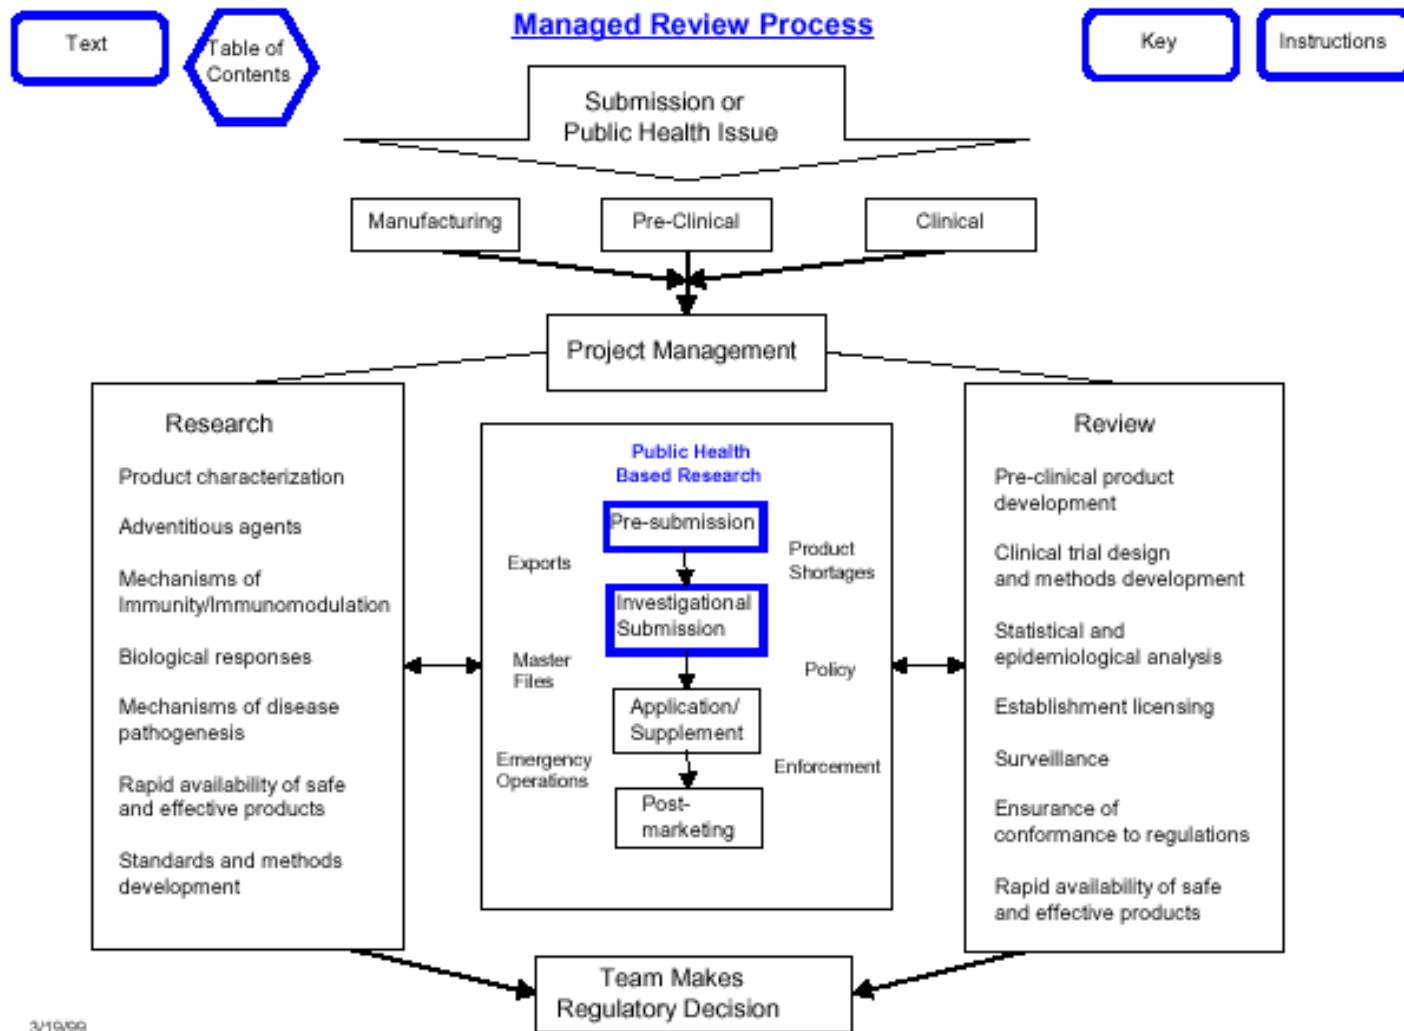 Managed Review Process
Text
Table of
Contents
Key
Instructions
Submission or
Public Health Issue
Manufacturing
Pre-Clinical
Clinical
Project Management
Research
Product characterization
Adventitious agents
Mechanisms of
Immunity/Immunomodulation
Biological responses
Mechanisms of disease
pathogenesis
Rapid availability of safe
and effective products
Standards and methods
development
Public Health
Based Research
Pre-submission
Exports
Product
Shortages
Investigational
Submission
Master
Files
Policy
Application/
Supplement
Emergency
Operations
Enforcement
Post-
marketing
Review
Pre-clinical product
development
Clinical trial design
and methods development
Statistical and
epidemiological analysis
Establishment licensing
Surveillance
Ensurance of
conformance to regulations
Rapid availability of safe
and effective products
Team Makes
Regulatory Decision
3/19/99